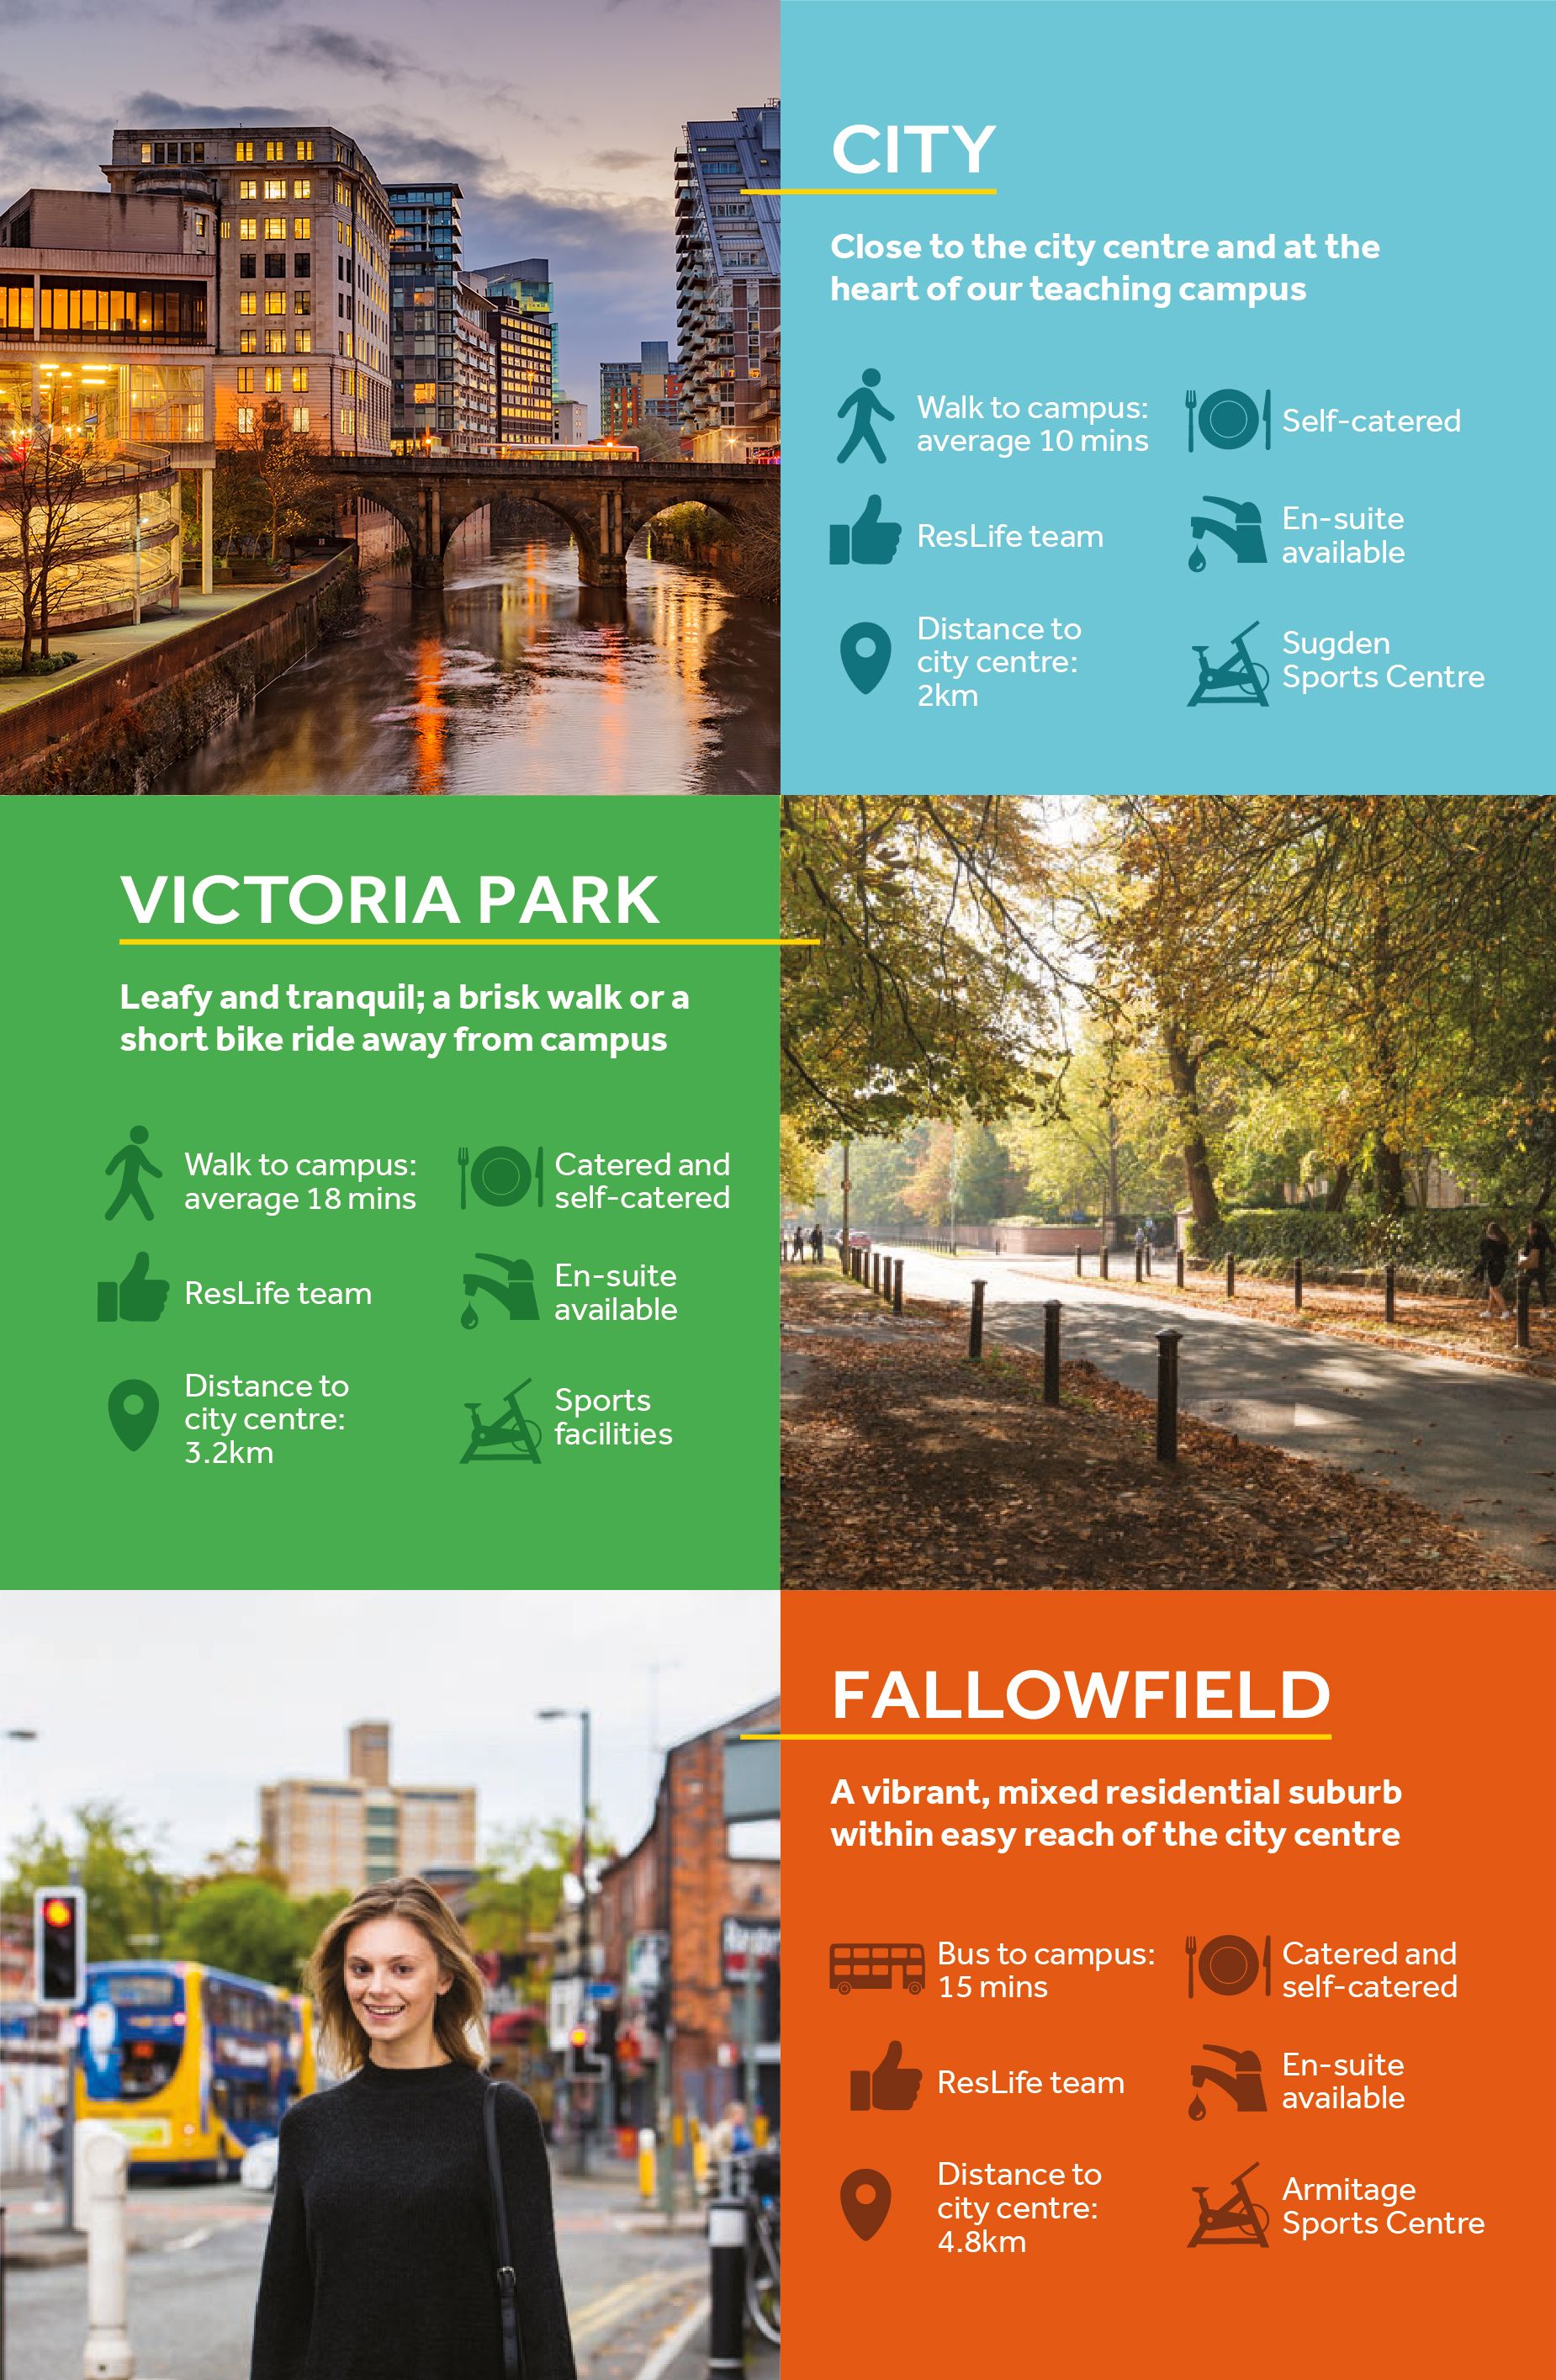 CITY
Close to the city centre and at the
heart of our teaching campus
Walk to campus:
average 10 mins
Self-catered
ResLife team
En-suite
available
Distance to
city centre:
2km
Sugden
Sports Centre
VICTORIA PARK
Leafy and tranquil; a brisk walk or a
short bike ride away from campus
Walk to campus:
average 18 mins
Catered and
self-catered
ResLife team
En-suite
available
Distance to
city centre:
3.2km
Sports
facilities
FALLOWFIELD
A vibrant, mixed residential suburb
within easy reach of the city centre
Bus to campus:
15 mins
Catered and
self-catered
ResLife team
En-suite
available
Distance to
city centre:
4.8km
Armitage
Sports Centre